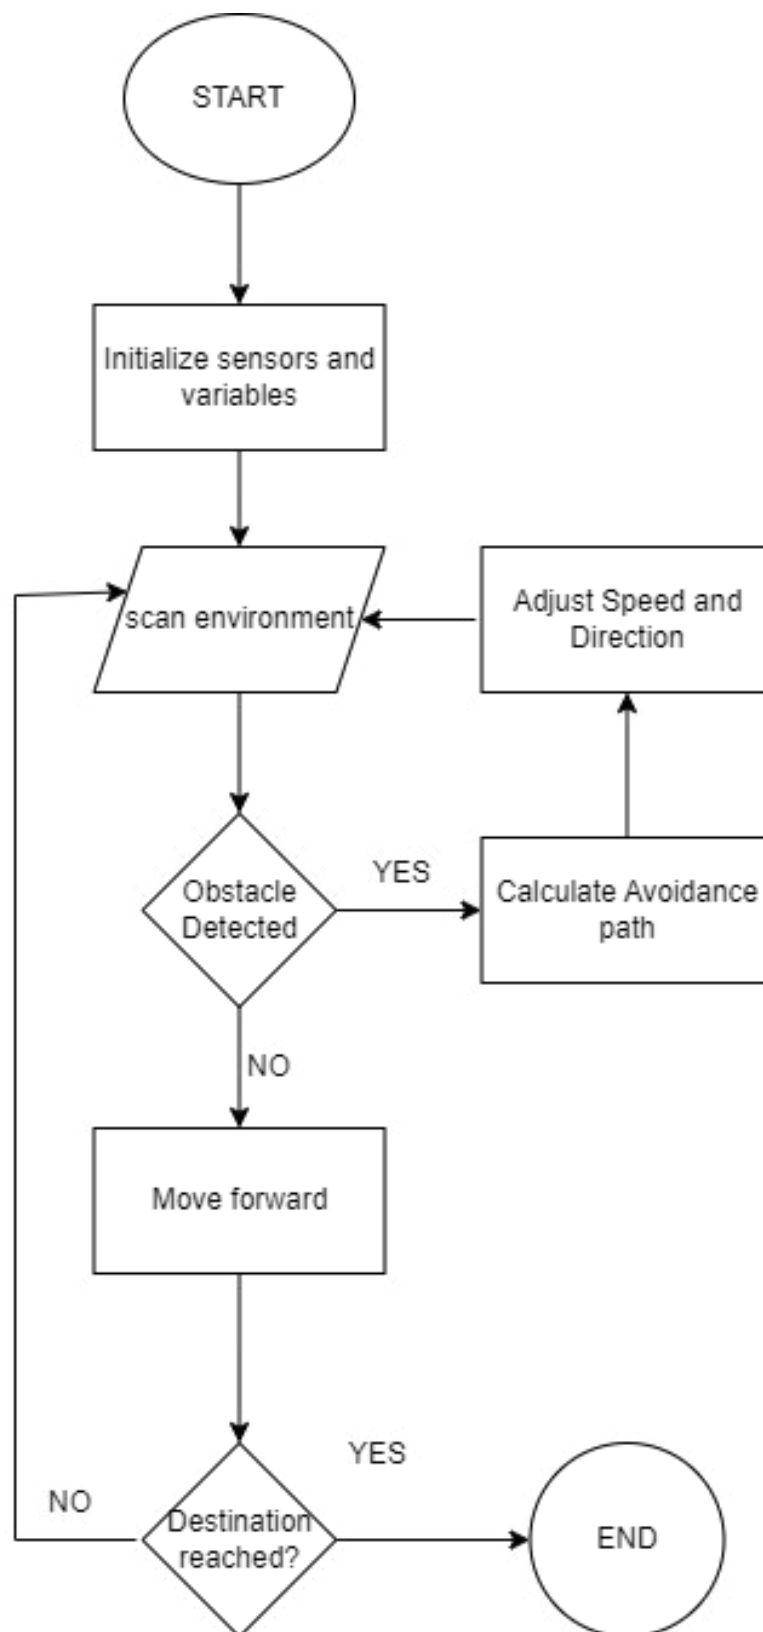 START
Initialize sensors and
variables
scan environment
Adjust Speed and
Direction
Obstacle
Detected
YES
Calculate Avoidance
path
NO
Move forward
Destination
reached?
YES
NO
END